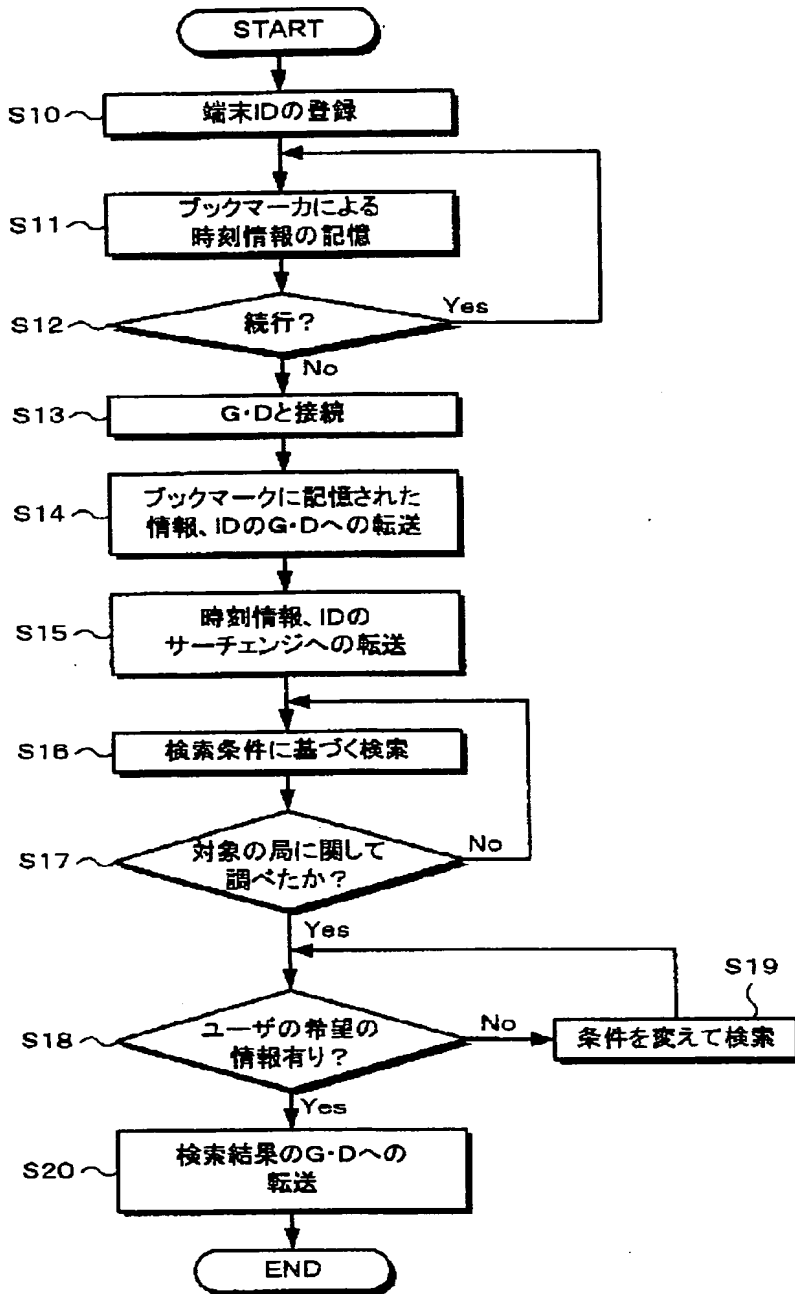 START
S10
端末IDの登録
S11
ブックマーカによる
時刻情報の記憶
S12
続行?
Yes
No
S13
G・Dと接続
S14
ブックマークに記憶された
情報、IDのG・Dへの転送
S15
時刻情報、IDの
サーチェンジへの転送
S16
検索条件に基づく検索
S17
対象の局に関して
調べたか?
No
Yes
S18
ユーザの希望の
情報有り?
No
S19
条件を変えて検索
Yes
S20
検索結果のG・Dへの
転送
END